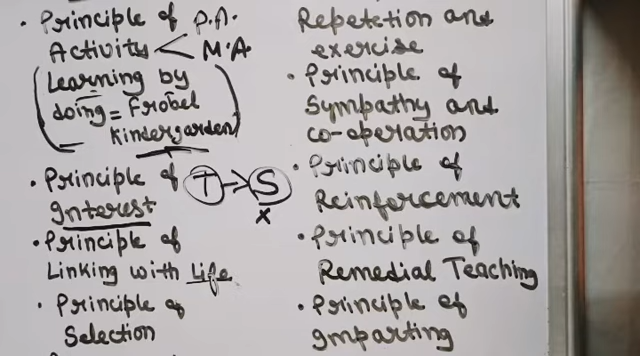 • Principle of P.A.
Activity < M.A.
(Learning by
doing = Frobel
Kindergarden)
• Principle of T → S
Interest x
• Principle of
Linking with Life
• Principle of
Selection
Repetetion and
exercise
• Principle of
Sympathy and
co-operation
• Principle of
Reinforcement
• Principle of
Remedial Teaching
• Principle of
Imparting